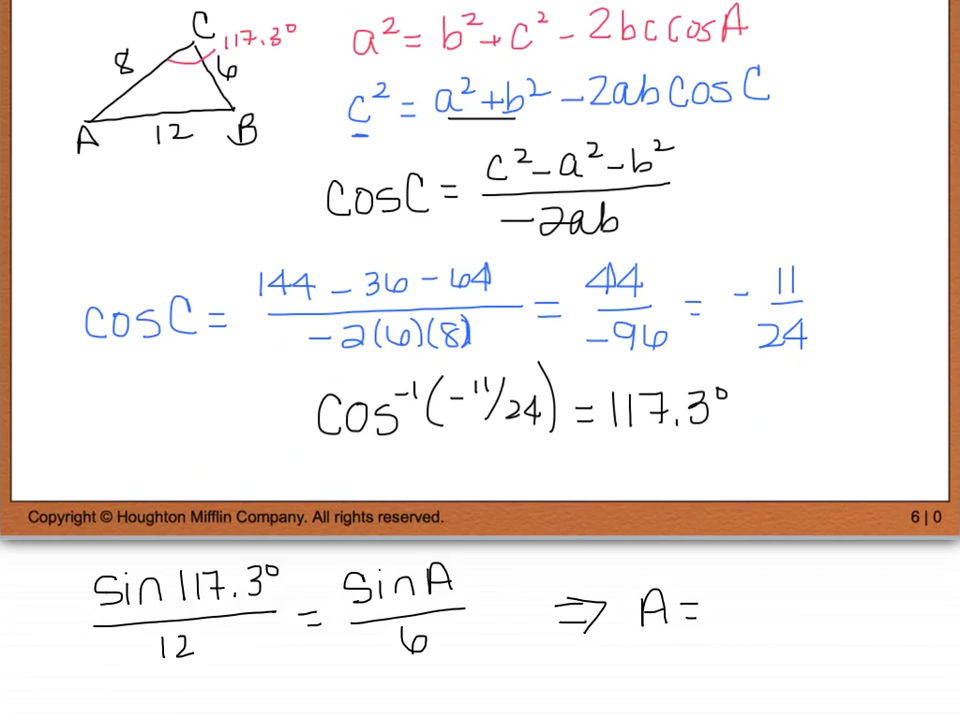 C
117.3°
8
6
A
12
B
a² = b² + c² - 2bc cos A
c² = a² + b² - 2ab cos C
cos C = (c² - a² - b²) / (-2ab)
cos C = (144 - 36 - 64) / (-2(6)(8)) = 44 / -96 = - 11 / 24
cos⁻¹(-11/24) = 117.3°
Copyright © Houghton Mifflin Company. All rights reserved.
6 | 0
sin 117.3° / 12 = sin A / 6 ⇒ A =